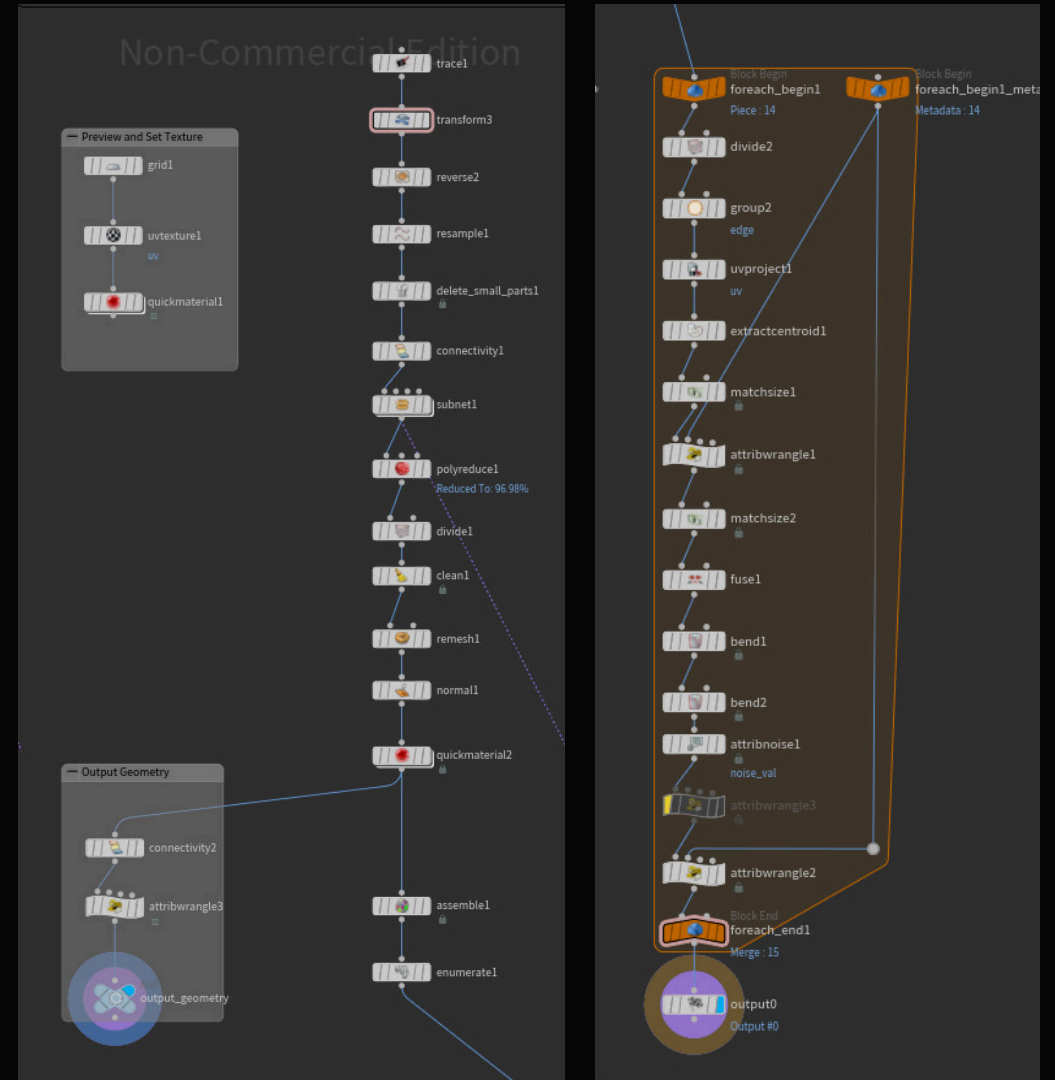 Non-Commercial Edition
trace1
transform3
Preview and Set Texture
grid1
reverse2
uvtexture1
uv
resample1
quickmaterial1
delete_small_parts1
connectivity1
subnet1
polyreduce1
Reduced To: 96.98%
divide1
clean1
remesh1
normal1
quickmaterial2
Output Geometry
connectivity2
attribwrangle3
assemble1
enumerate1
output_geometry
Block Begin
foreach_begin1
Piece : 14
Block Begin
foreach_begin1_meta
Metadata : 14
divide2
group2
edge
uvproject1
uv
extractcentroid1
matchsize1
attribwrangle1
matchsize2
fuse1
bend1
bend2
attribnoise1
noise_val
attribwrangle3
attribwrangle2
Block End
foreach_end1
Merge : 15
output0
Output #0